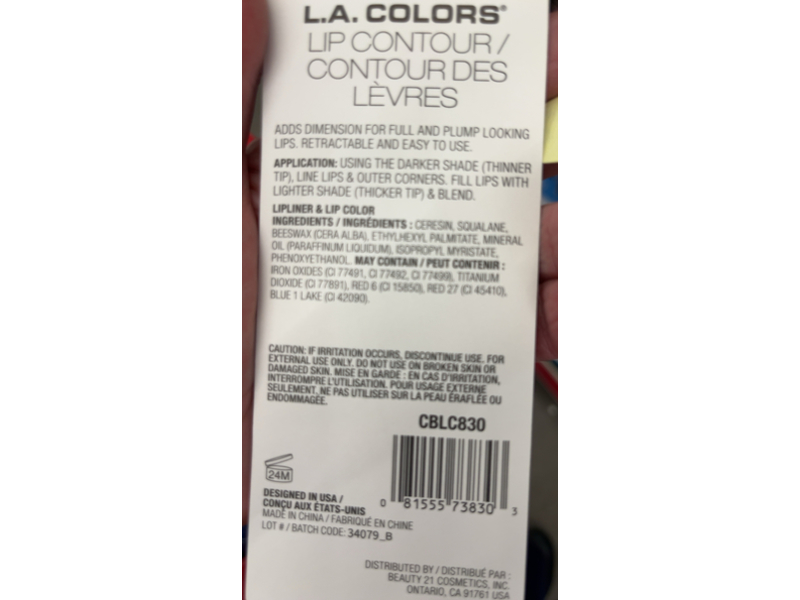 L.A. COLORS®
LIP CONTOUR /
CONTOUR DES
LÈVRES
ADDS DIMENSION FOR FULL AND PLUMP LOOKING
LIPS. RETRACTABLE AND EASY TO USE.
APPLICATION: USING THE DARKER SHADE (THINNER
TIP), LINE LIPS & OUTER CORNERS. FILL LIPS WITH
LIGHTER SHADE (THICKER TIP) & BLEND.
LIPLINER & LIP COLOR
INGREDIENTS / INGRÉDIENTS : CERESIN, SQUALANE,
BEESWAX (CERA ALBA), ETHYLHEXYL PALMITATE, MINERAL
OIL (PARAFFINUM LIQUIDUM), ISOPROPYL MYRISTATE,
PHENOXYETHANOL. MAY CONTAIN / PEUT CONTENIR :
IRON OXIDES (CI 77491, CI 77492, CI 77499), TITANIUM
DIOXIDE (CI 77891), RED 6 (CI 15850), RED 27 (CI 45410),
BLUE 1 LAKE (CI 42090).
CAUTION: IF IRRITATION OCCURS, DISCONTINUE USE. FOR
EXTERNAL USE ONLY. DO NOT USE ON BROKEN SKIN OR
DAMAGED SKIN. MISE EN GARDE : EN CAS D'IRRITATION,
INTERROMPRE L'UTILISATION. POUR USAGE EXTERNE
SEULEMENT, NE PAS UTILISER SUR LA PEAU ÉRAFLÉE OU
ENDOMMAGÉE.
CBLC830
0 81555 73830 3
24M
DESIGNED IN USA /
CONÇU AUX ÉTATS-UNIS
MADE IN CHINA / FABRIQUÉ EN CHINE
LOT # / BATCH CODE: 34079_B
DISTRIBUTED BY / DISTRIBUÉ PAR :
BEAUTY 21 COSMETICS, INC.
ONTARIO, CA 91761 USA